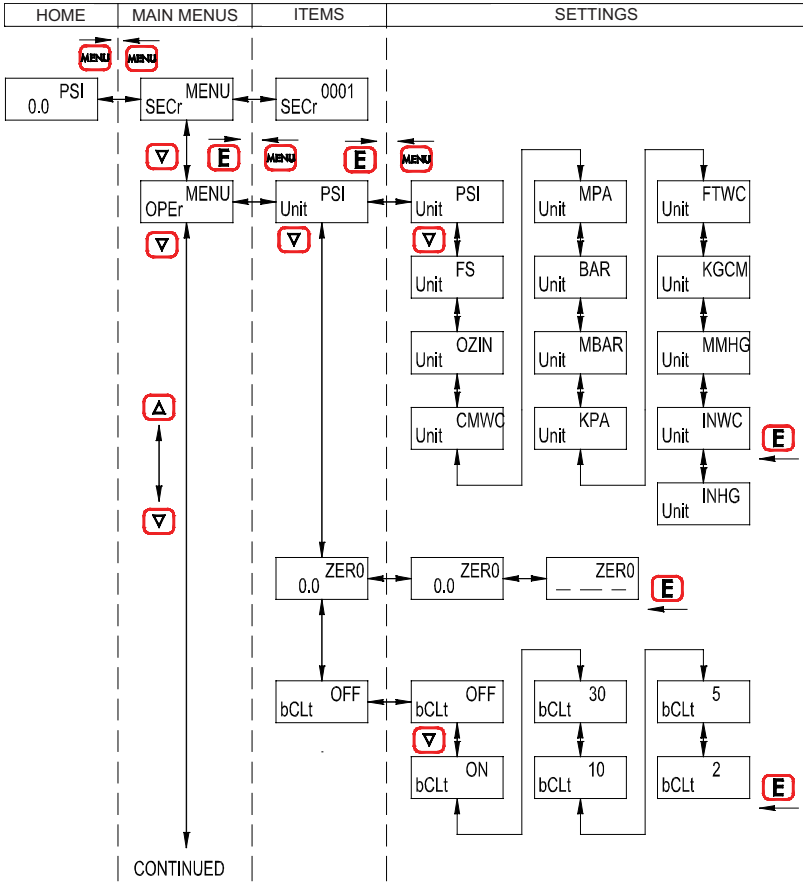 HOME MAIN MENUS ITEMS SETTINGS
MENU MENU
PSI
0.0
MENU
SECr
0001
SECr
▽ E MENU E MENU
MENU
OPEr
PSI
Unit
PSI
Unit
MPA
Unit
FTWC
Unit
▽ ▽ ▽
FS
Unit
BAR
Unit
KGCM
Unit
OZIN
Unit
MBAR
Unit
MMHG
Unit
CMWC
Unit
KPA
Unit
INWC
Unit
E
△
INHG
Unit
▽
ZER0
0.0
ZER0
0.0
ZER0
_ _ _
E
OFF
bCLt
OFF
bCLt
30
bCLt
5
bCLt
▽
ON
bCLt
10
bCLt
2
bCLt
E
CONTINUED